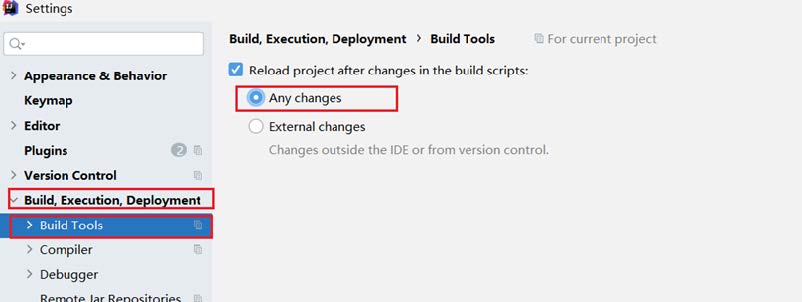 Settings
Build, Execution, Deployment › Build Tools For current project
Reload project after changes in the build scripts:
Appearance & Behavior
Any changes
Keymap
Editor
External changes
Plugins 2
Changes outside the IDE or from version control.
Version Control
Build, Execution, Deployment
Build Tools
Compiler
Debugger
Remote Jar Repositories